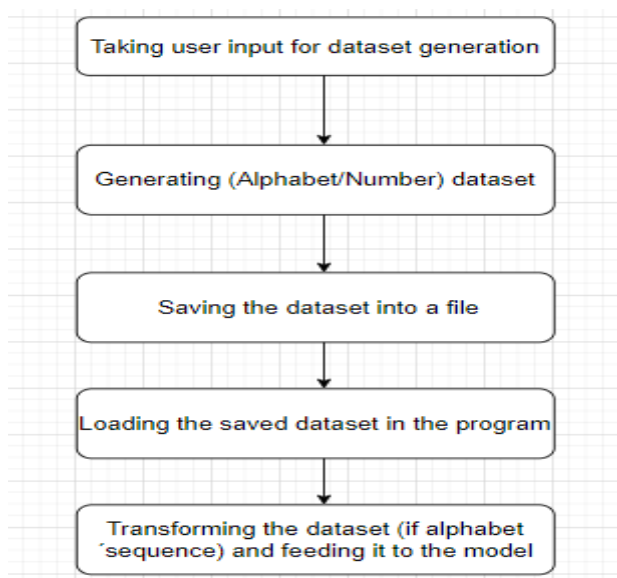 Taking user input for dataset generation
Generating (Alphabet/Number) dataset
Saving the dataset into a file
Loading the saved dataset in the program
Transforming the dataset (if alphabet
´sequence) and feeding it to the model